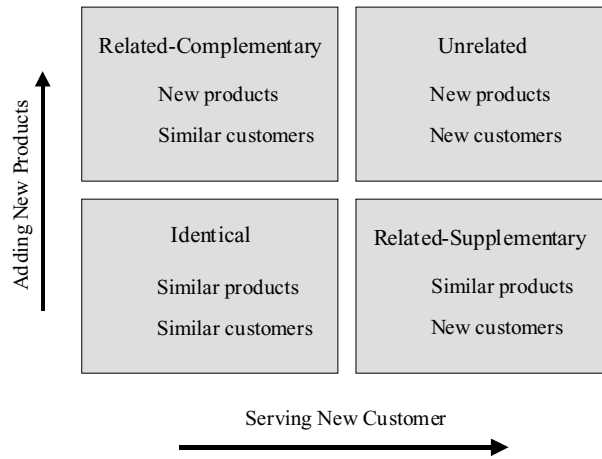 Related-Complementary
New products
Similar customers
Unrelated
New products
New customers
Identical
Similar products
Similar customers
Related-Supplementary
Similar products
New customers
Adding New Products
Serving New Customer